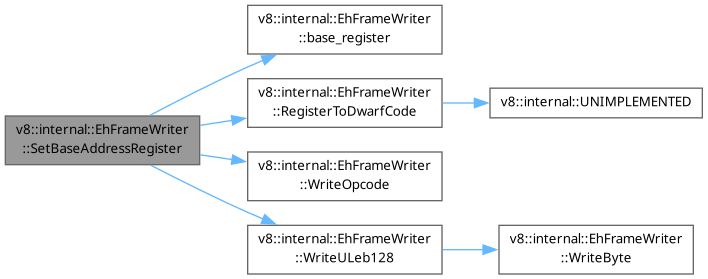 v8::internal::EhFrameWriter
::SetBaseAddressRegister
v8::internal::EhFrameWriter
::base_register
v8::internal::EhFrameWriter
::RegisterToDwarfCode
v8::internal::UNIMPLEMENTED
v8::internal::EhFrameWriter
::WriteOpcode
v8::internal::EhFrameWriter
::WriteULeb128
v8::internal::EhFrameWriter
::WriteByte